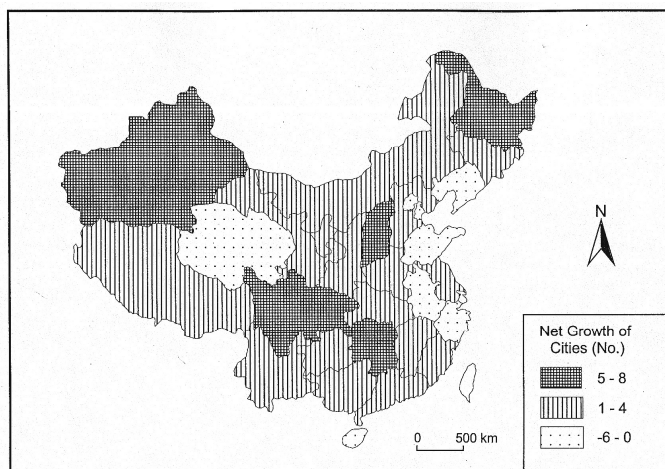 N
Net Growth of
Cities (No.)
5 - 8
1 - 4
-6 - 0
0 500 km